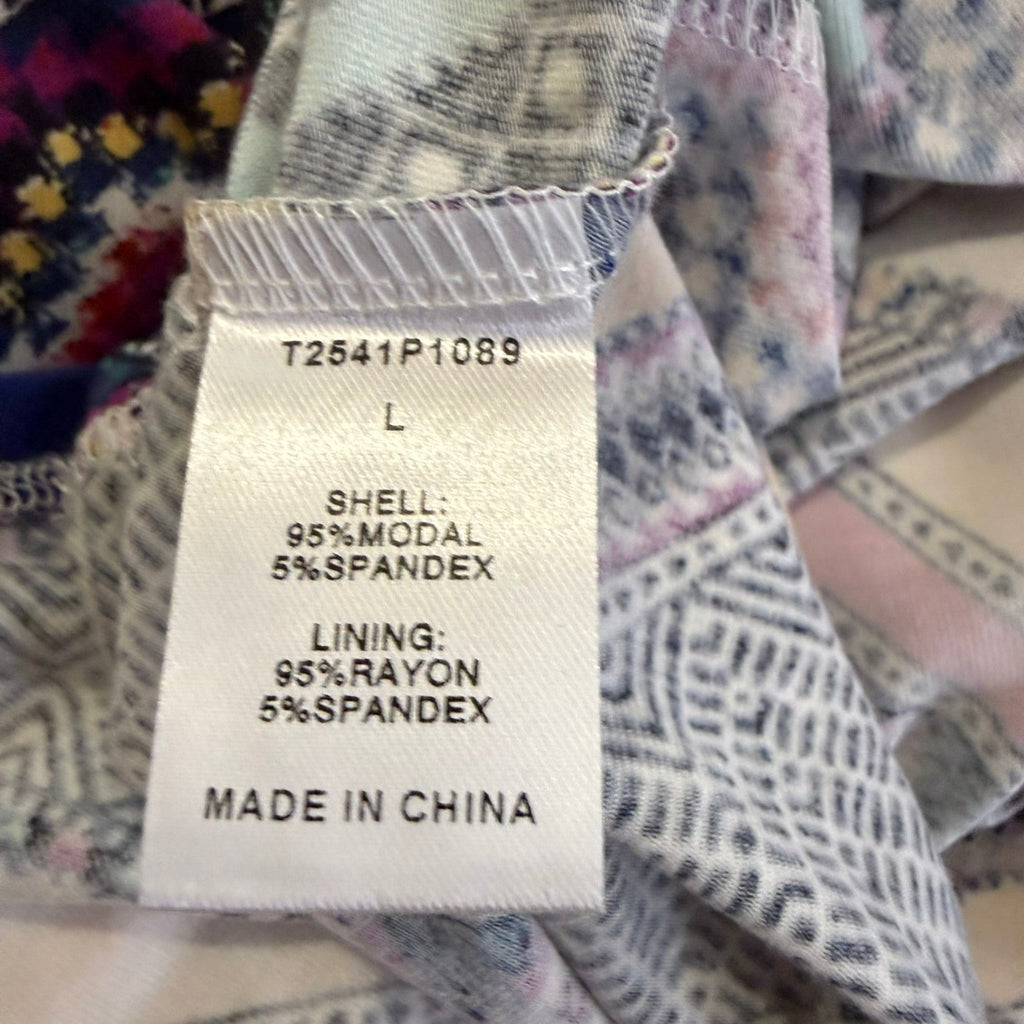 T2541P1089
L
SHELL:
95%MODAL
5%SPANDEX
LINING:
95%RAYON
5%SPANDEX
MADE IN CHINA